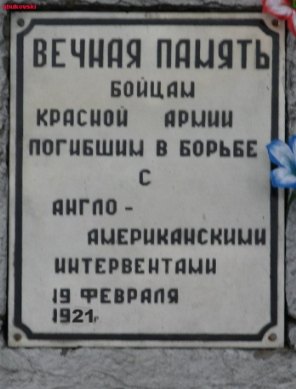 ВЕЧНАЯ ПАМЯТЬ
БОЙЦАМ
КРАСНОЙ АРМИИ
ПОГИБШИМ В БОРЬБЕ
С
АНГЛО -
АМЕРИКАНСКИМИ
ИНТЕРВЕНТАМИ
19 ФЕВРАЛЯ
1921г